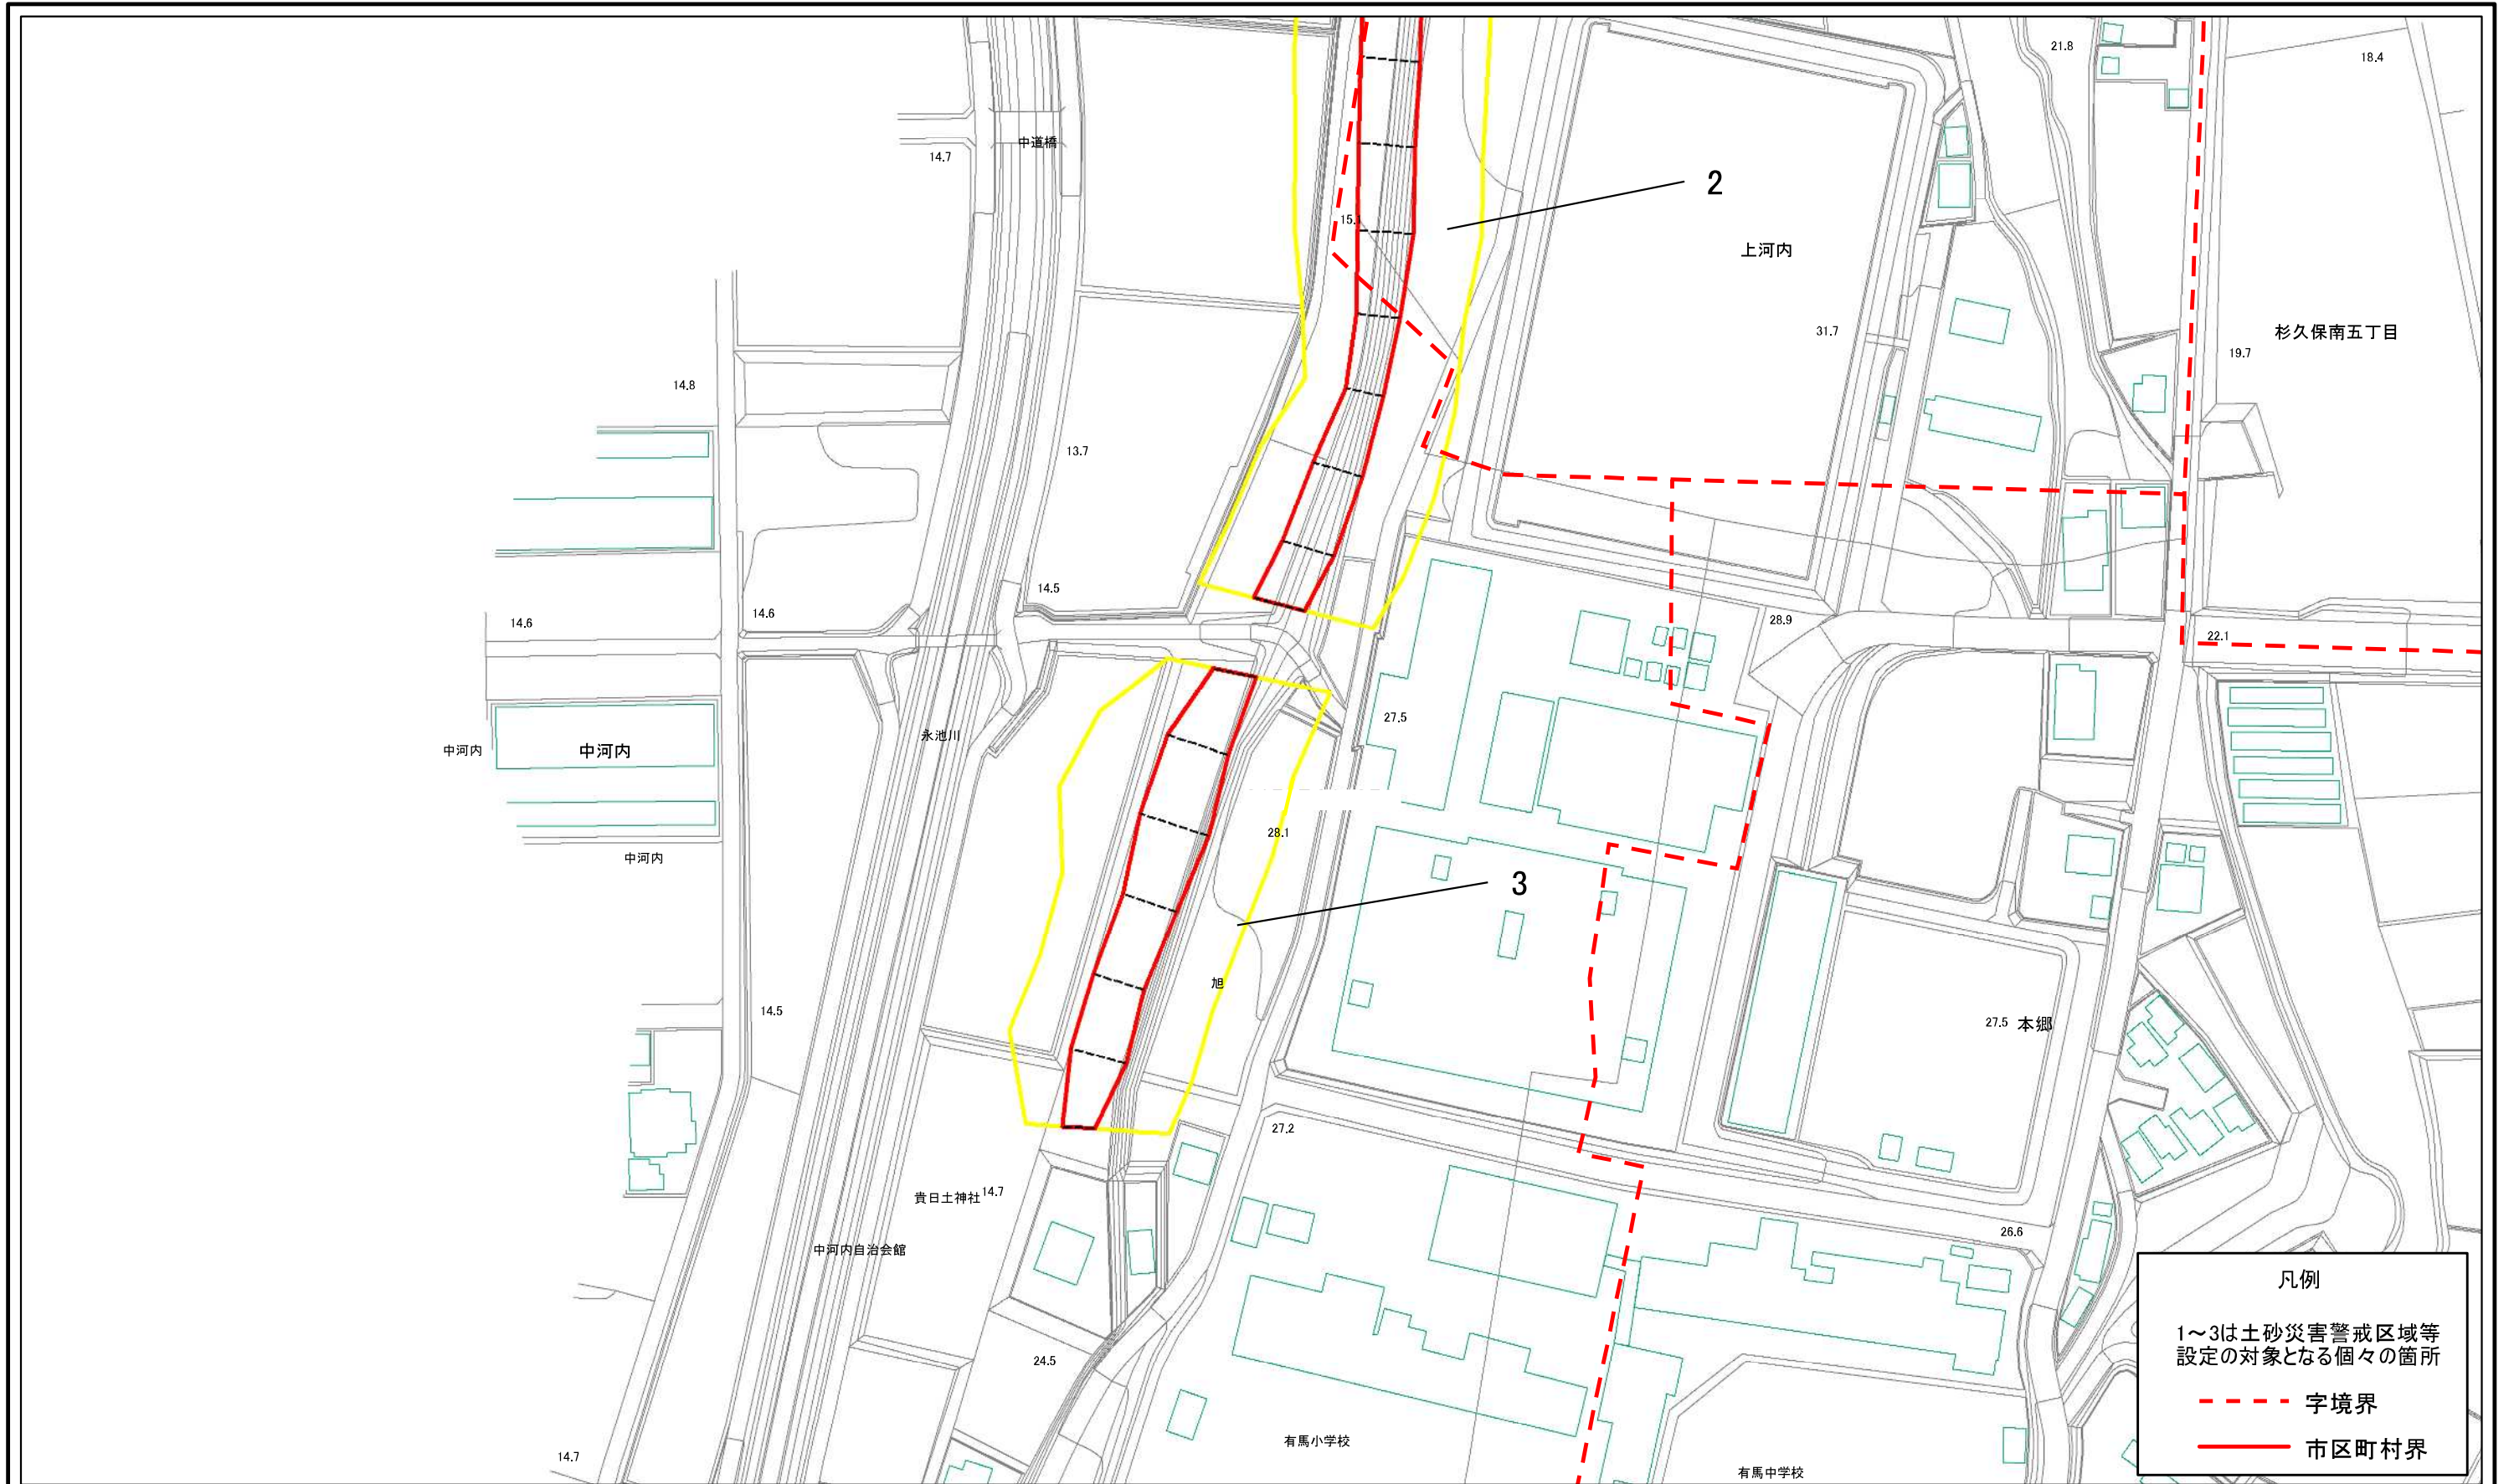 21.8
18.4
中道橋
14.7
2
15.1
上河内
31.7
杉久保南五丁目
19.7
14.8
13.7
14.5
14.6
14.6
28.9
22.1
27.5
永池川
中河内
中河内
28.1
中河内
3
旭
14.5
27.5 本郷
27.2
貴日土神社
14.7
26.6
中河内自治会館
24.5
有馬小学校
14.7
有馬中学校
凡例
1～3は土砂災害警戒区域等
設定の対象となる個々の箇所
字境界
市区町村界